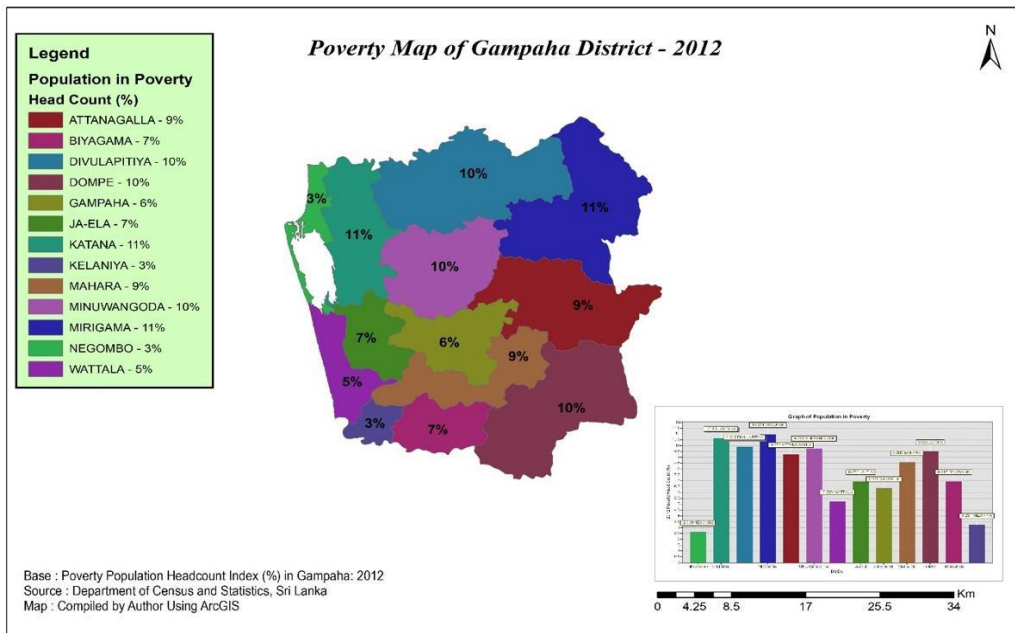 Poverty Map of Gampaha District - 2012
N
Legend
Population in Poverty
Head Count (%)
ATTANAGALLA - 9%
BIYAGAMA - 7%
DIVULAPITIYA - 10%
DOMPE - 10%
GAMPAHA - 6%
JA-ELA - 7%
KATANA - 11%
KELANIYA - 3%
MAHARA - 9%
MINUWANGODA - 10%
MIRIGAMA - 11%
NEGOMBO - 3%
WATTALA - 5%
10%
3%
11%
11%
10%
9%
7%
6%
9%
5%
10%
3%
7%
Graph of Population in Poverty
Base : Poverty Population Headcount Index (%) in Gampaha: 2012
Source : Department of Census and Statistics, Sri Lanka
Map : Compiled by Author Using ArcGIS
Km
0 4.25 8.5 17 25.5 34